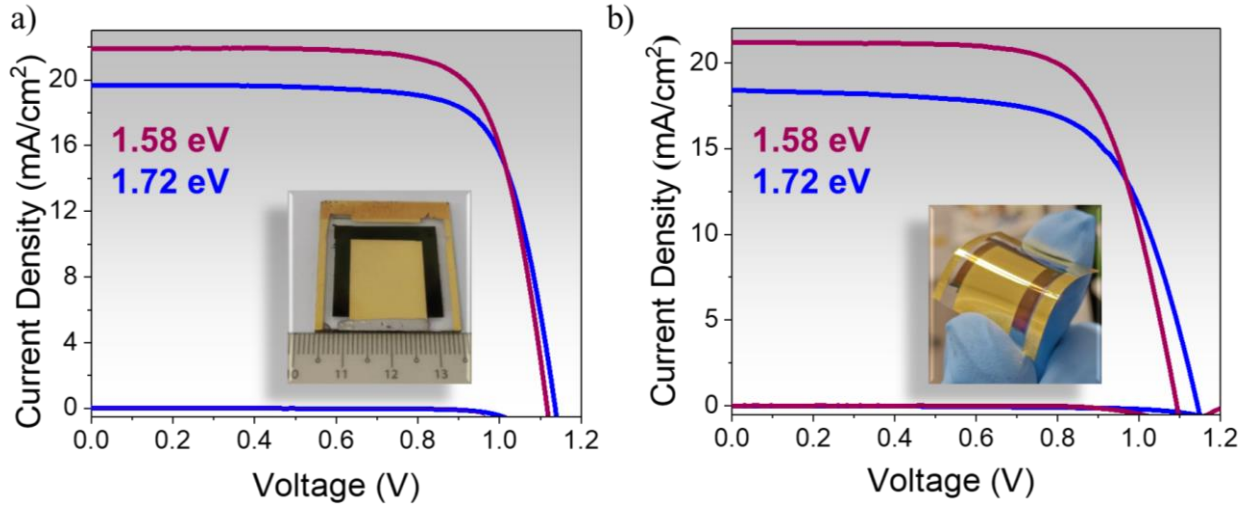 a)
Current Density (mA/cm²)
20
16
12
8
4
0
1.58 eV
1.72 eV
10 11 12 13
0.0 0.2 0.4 0.6 0.8 1.0 1.2
Voltage (V)
b)
Current Density (mA/cm²)
20
15
10
5
0
1.58 eV
1.72 eV
0.0 0.2 0.4 0.6 0.8 1.0 1.2
Voltage (V)